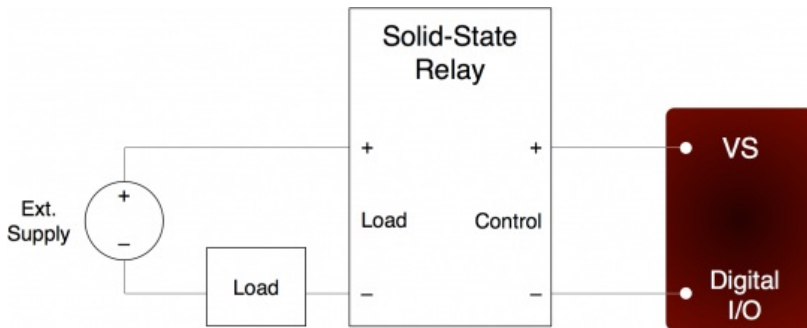 Solid-State
Relay
+
+
VS
+
Ext.
Supply
Load
Control
−
Load
−
−
Digital
I/O